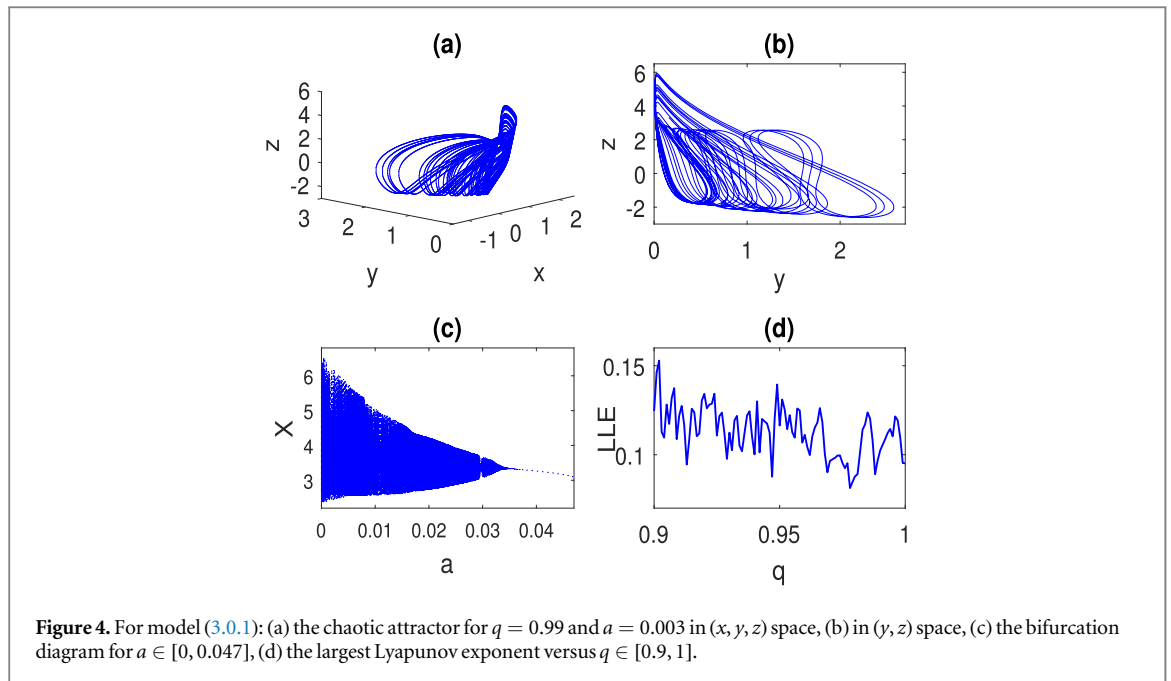 (a)
6
4
2
0
-2
z
3
2
1
0
y
-1
0
1
2
x
(b)
6
4
2
0
-2
z
0
1
2
y
(c)
6
5
4
3
X
0
0.01
0.02
0.03
0.04
a
(d)
0.15
0.1
LLE
0.9
0.95
1
q
Figure 4. For model (3.0.1): (a) the chaotic attractor for q = 0.99 and a = 0.003 in (x, y, z) space, (b) in (y, z) space, (c) the bifurcation
diagram for a ∈ [0, 0.047], (d) the largest Lyapunov exponent versus q ∈ [0.9, 1].